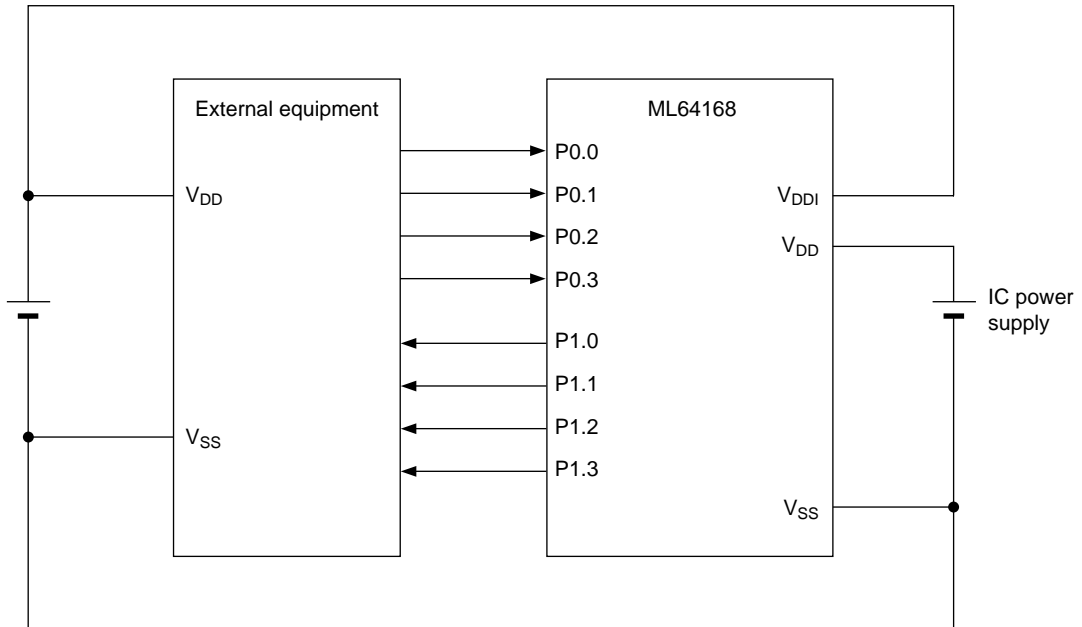 External equipment
ML64168
P0.0
P0.1
P0.2
P0.3
P1.0
P1.1
P1.2
P1.3
VDD
VSS
VDDI
VDD
VSS
IC power
supply